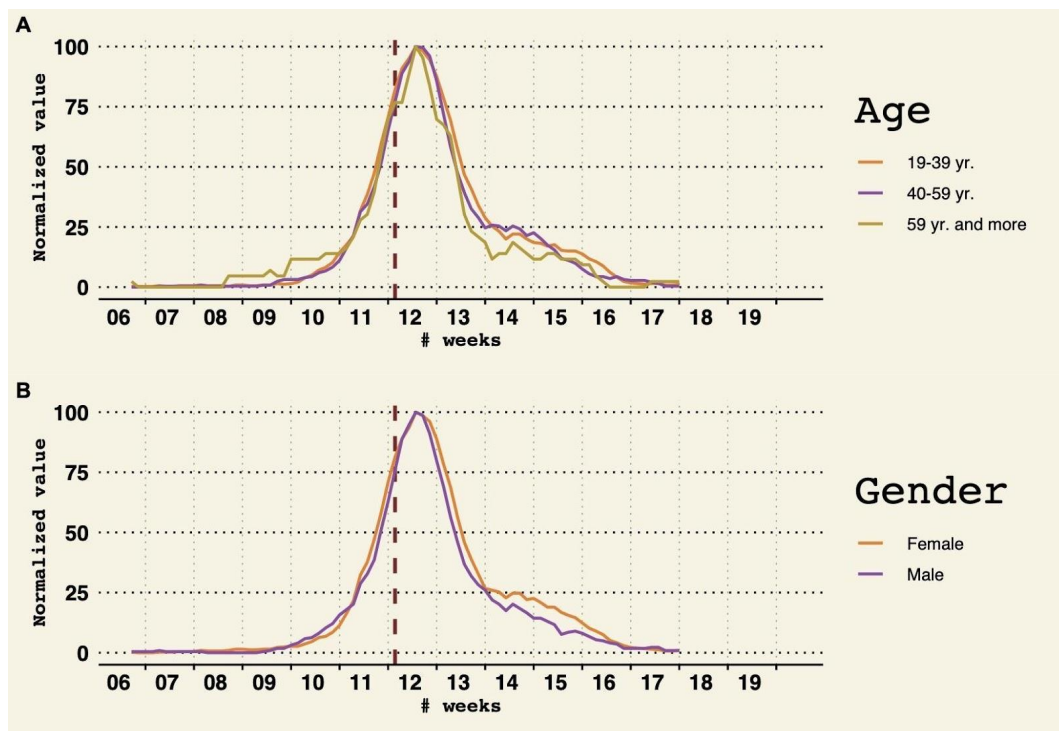 A
100
75
50
25
0
Normalized value
06 07 08 09 10 11 12 13 14 15 16 17 18 19
# weeks
Age
19-39 yr.
40-59 yr.
59 yr. and more
B
100
75
50
25
0
Normalized value
06 07 08 09 10 11 12 13 14 15 16 17 18 19
# weeks
Gender
Female
Male